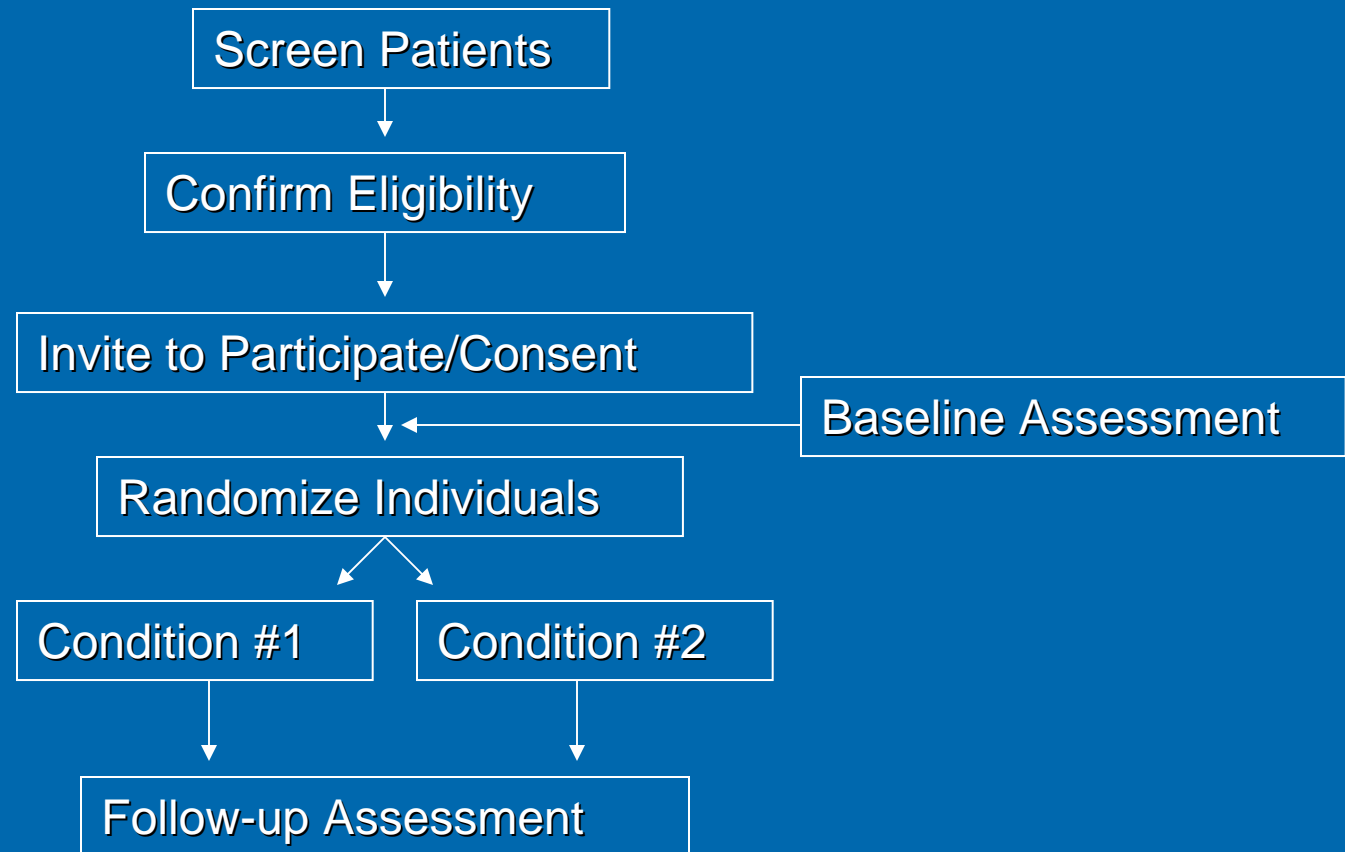 Screen Patients
Confirm Eligibility
Invite to Participate/Consent
Baseline Assessment
Randomize Individuals
Condition #1
Condition #2
Follow-up Assessment